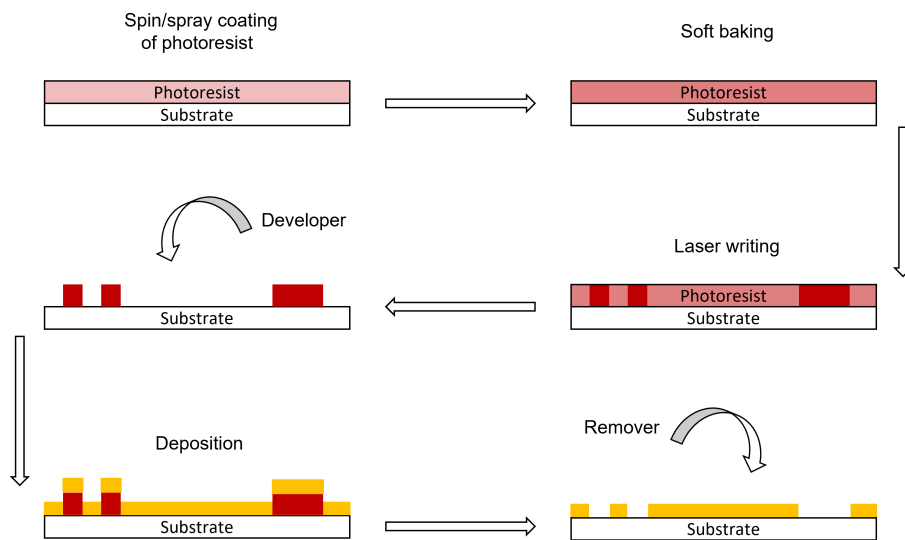 Spin/spray coating
of photoresist
Soft baking
Photoresist
Substrate
Photoresist
Substrate
Developer
Laser writing
Substrate
Photoresist
Substrate
Deposition
Remover
Substrate
Substrate